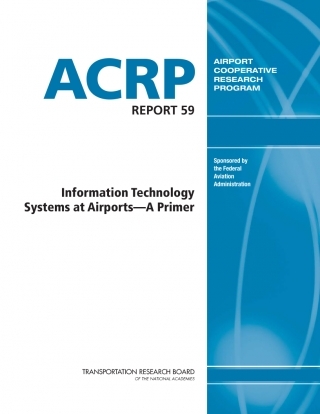 ACRP
REPORT 59
AIRPORT
COOPERATIVE
RESEARCH
PROGRAM
Sponsored by
the Federal
Aviation
Administration
Information Technology
Systems at Airports—A Primer
TRANSPORTATION RESEARCH BOARD
OF THE NATIONAL ACADEMIES